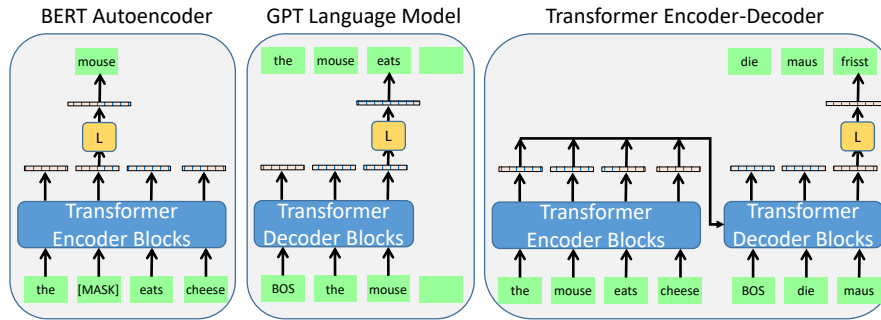 BERT Autoencoder
mouse
L
Transformer
Encoder Blocks
the [MASK] eats cheese
GPT Language Model
the mouse eats
L
Transformer
Decoder Blocks
BOS the mouse
Transformer Encoder-Decoder
die maus frisst
L
Transformer
Encoder Blocks
Transformer
Decoder Blocks
the mouse eats cheese
BOS die maus